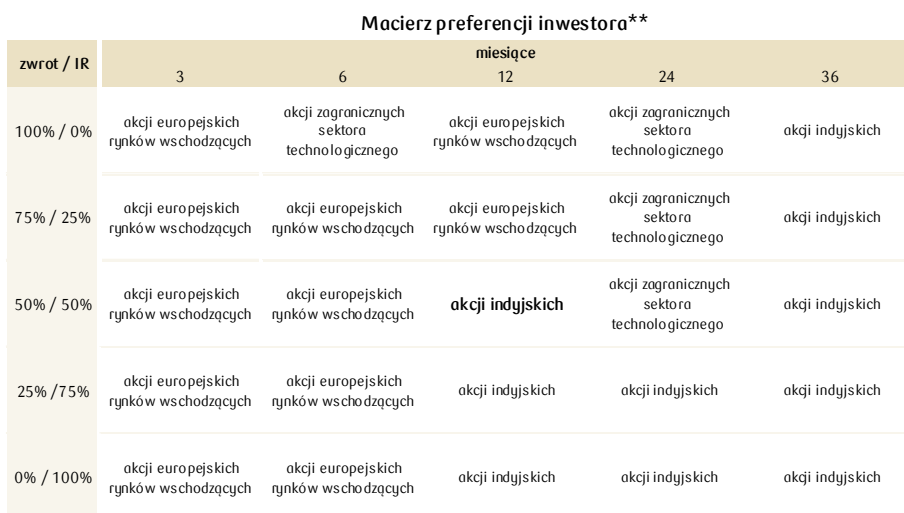 Macierz preferencji inwestora**
zwrot / IR
miesiące
3 6 12 24 36
100% / 0%
akcji europejskich
rynków wschodzących
akcji zagranicznych
sektora
technologicznego
akcji europejskich
rynków wschodzących
akcji zagranicznych
sektora
technologicznego
akcji indyjskich
75% / 25%
akcji europejskich
rynków wschodzących
akcji europejskich
rynków wschodzących
akcji europejskich
rynków wschodzących
akcji zagranicznych
sektora
technologicznego
akcji indyjskich
50% / 50%
akcji europejskich
rynków wschodzących
akcji europejskich
rynków wschodzących
akcji indyjskich
akcji zagranicznych
sektora
technologicznego
akcji indyjskich
25% /75%
akcji europejskich
rynków wschodzących
akcji europejskich
rynków wschodzących
akcji indyjskich
akcji indyjskich
akcji indyjskich
0% / 100%
akcji europejskich
rynków wschodzących
akcji europejskich
rynków wschodzących
akcji indyjskich
akcji indyjskich
akcji indyjskich